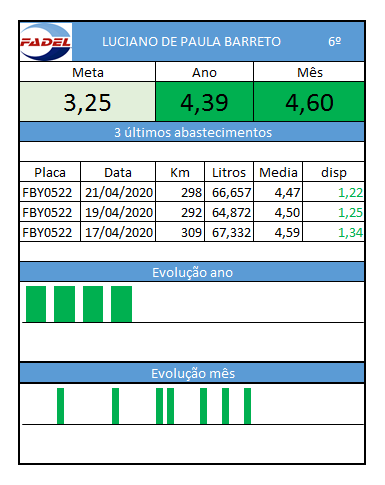 FADEL LUCIANO DE PAULA BARRETO 6º
Meta Ano Mês
3,25 4,39 4,60
3 últimos abastecimentos
Placa Data Km Litros Media disp
FBY0522 21/04/2020 298 66,657 4,47 1,22
FBY0522 19/04/2020 292 64,872 4,50 1,25
FBY0522 17/04/2020 309 67,332 4,59 1,34
Evolução ano
Evolução mês